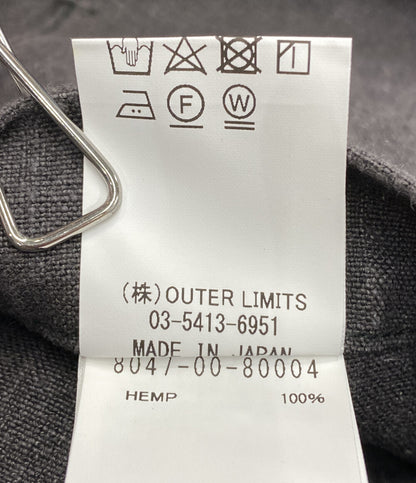 F W
(株)OUTER LIMITS
03-5413-6951
MADE IN JAPAN
8047-00-80004
HEMP 100%